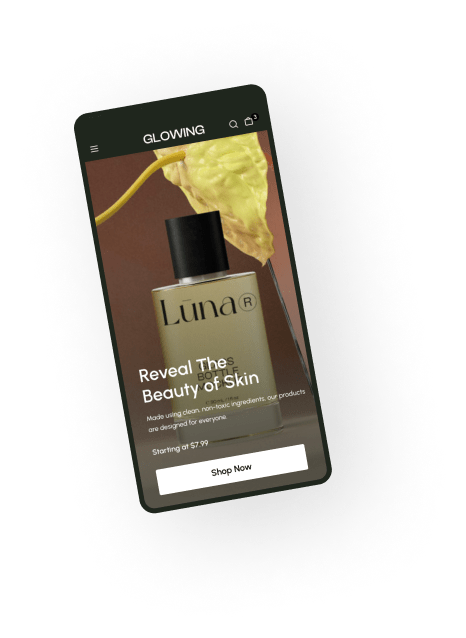 GLOWING
3
Lūna®
BOTTLE
Reveal The
Beauty of Skin
Made using clean, non-toxic ingredients, our products
are designed for everyone.
Starting at $7.99
Shop Now